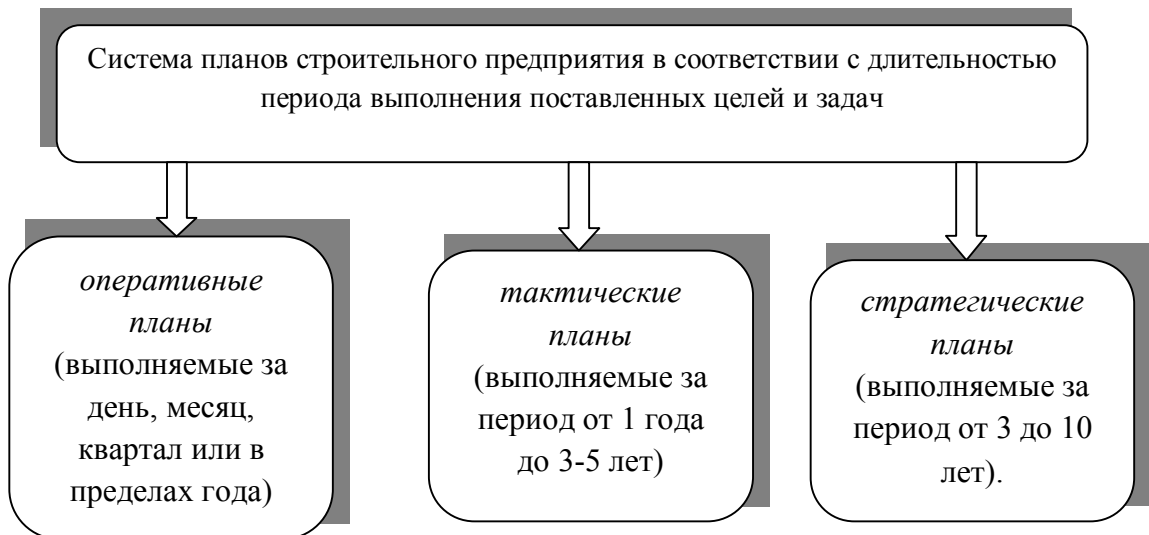 Система планов строительного предприятия в соответствии с длительностью
периода выполнения поставленных целей и задач
оперативные
планы
(выполняемые за
день, месяц,
квартал или в
пределах года)
тактические
планы
(выполняемые за
период от 1 года
до 3-5 лет)
стратегические
планы
(выполняемые за
период от 3 до 10
лет).